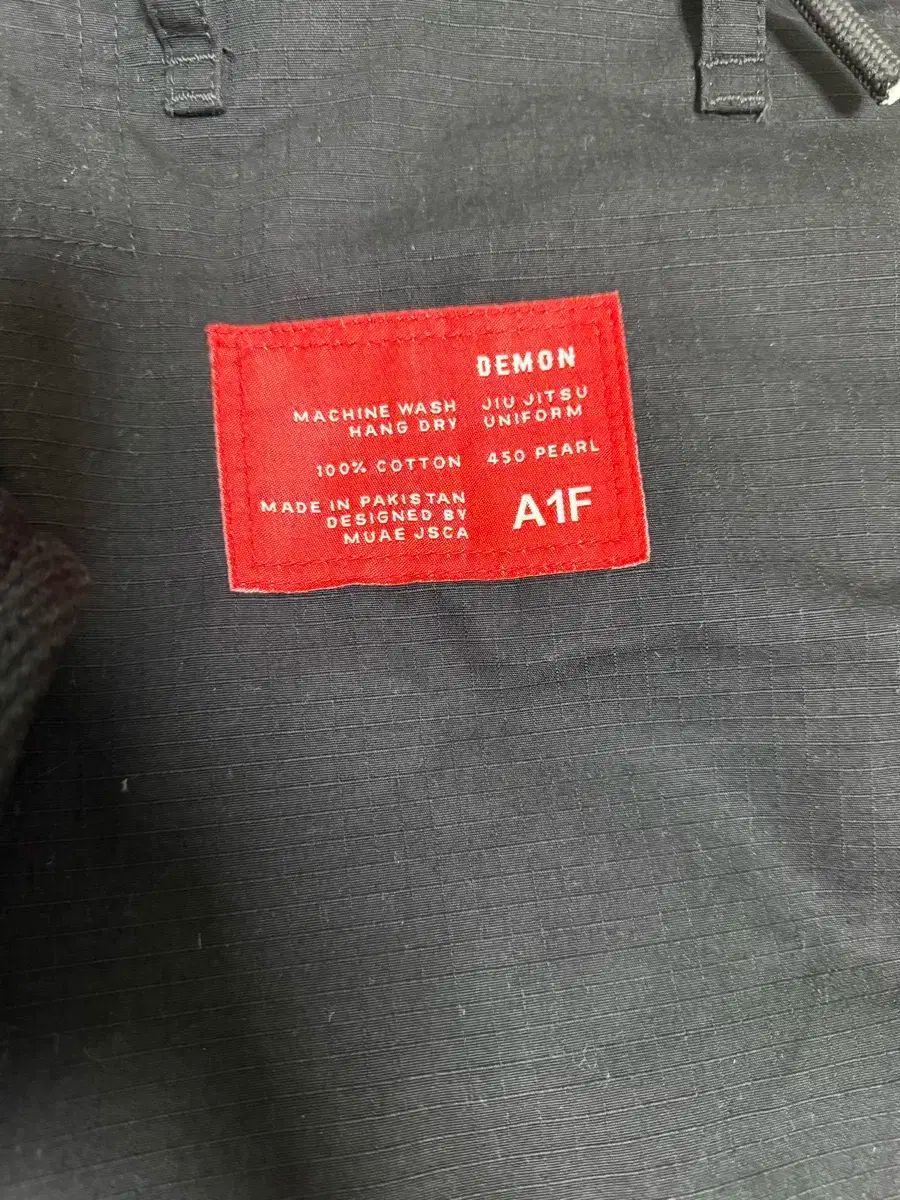 DEMON
MACHINE WASH
HANG DRY
JIU JITSU
UNIFORM
100% COTTON
450 PEARL
MADE IN PAKISTAN
DESIGNED BY
MUAE JSCA
A1F